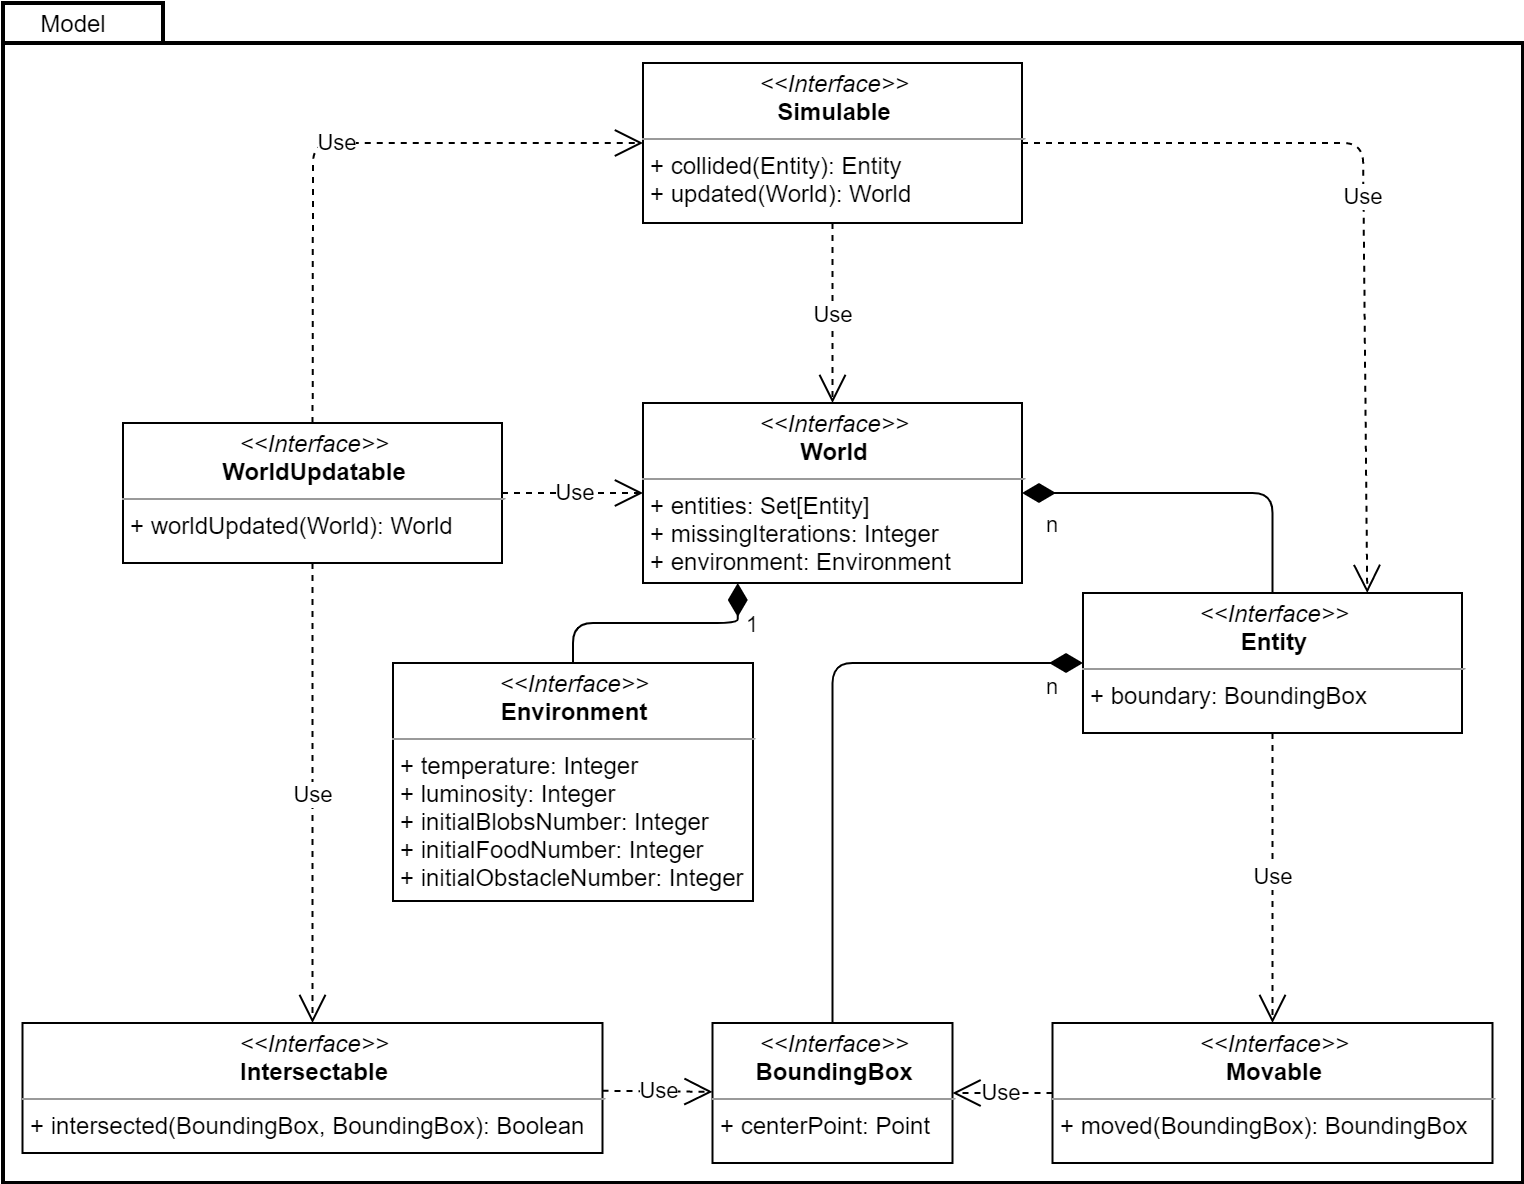 Model
<<Interface>>
Simulable
+ collided(Entity): Entity
+ updated(World): World
Use
Use
Use
<<Interface>>
WorldUpdatable
+ worldUpdated(World): World
Use
<<Interface>>
World
+ entities: Set[Entity]
+ missingIterations: Integer
+ environment: Environment
n
1
<<Interface>>
Entity
+ boundary: BoundingBox
n
<<Interface>>
Environment
+ temperature: Integer
+ luminosity: Integer
+ initialBlobsNumber: Integer
+ initialFoodNumber: Integer
+ initialObstacleNumber: Integer
Use
Use
<<Interface>>
Intersectable
+ intersected(BoundingBox, BoundingBox): Boolean
Use
<<Interface>>
BoundingBox
+ centerPoint: Point
Use
<<Interface>>
Movable
+ moved(BoundingBox): BoundingBox